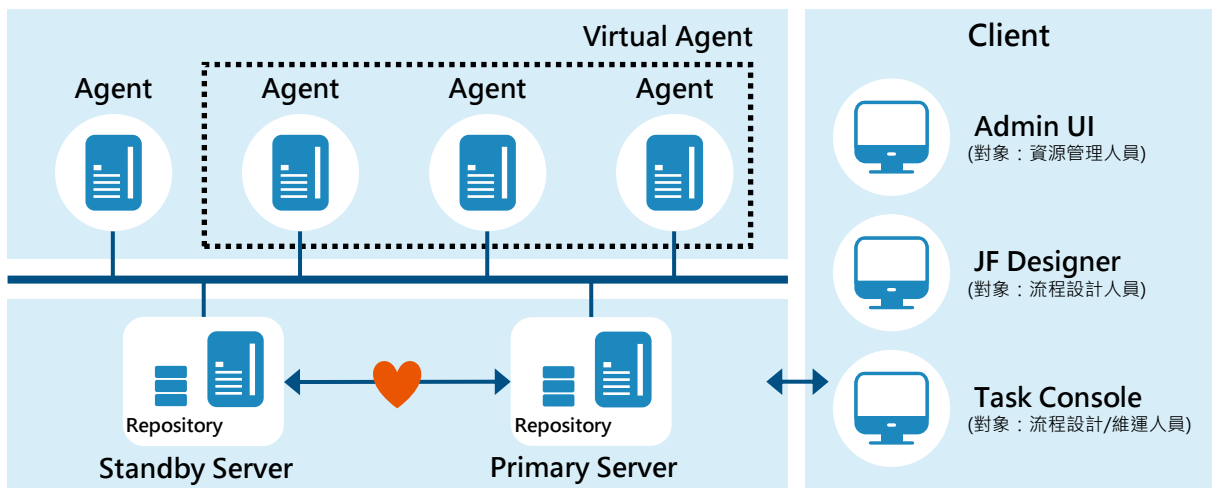 Virtual Agent
Agent
Agent
Agent
Agent
Repository
Standby Server
Repository
Primary Server
Client
Admin UI
(對象：資源管理人員)
JF Designer
(對象：流程設計人員)
Task Console
(對象：流程設計/維運人員)